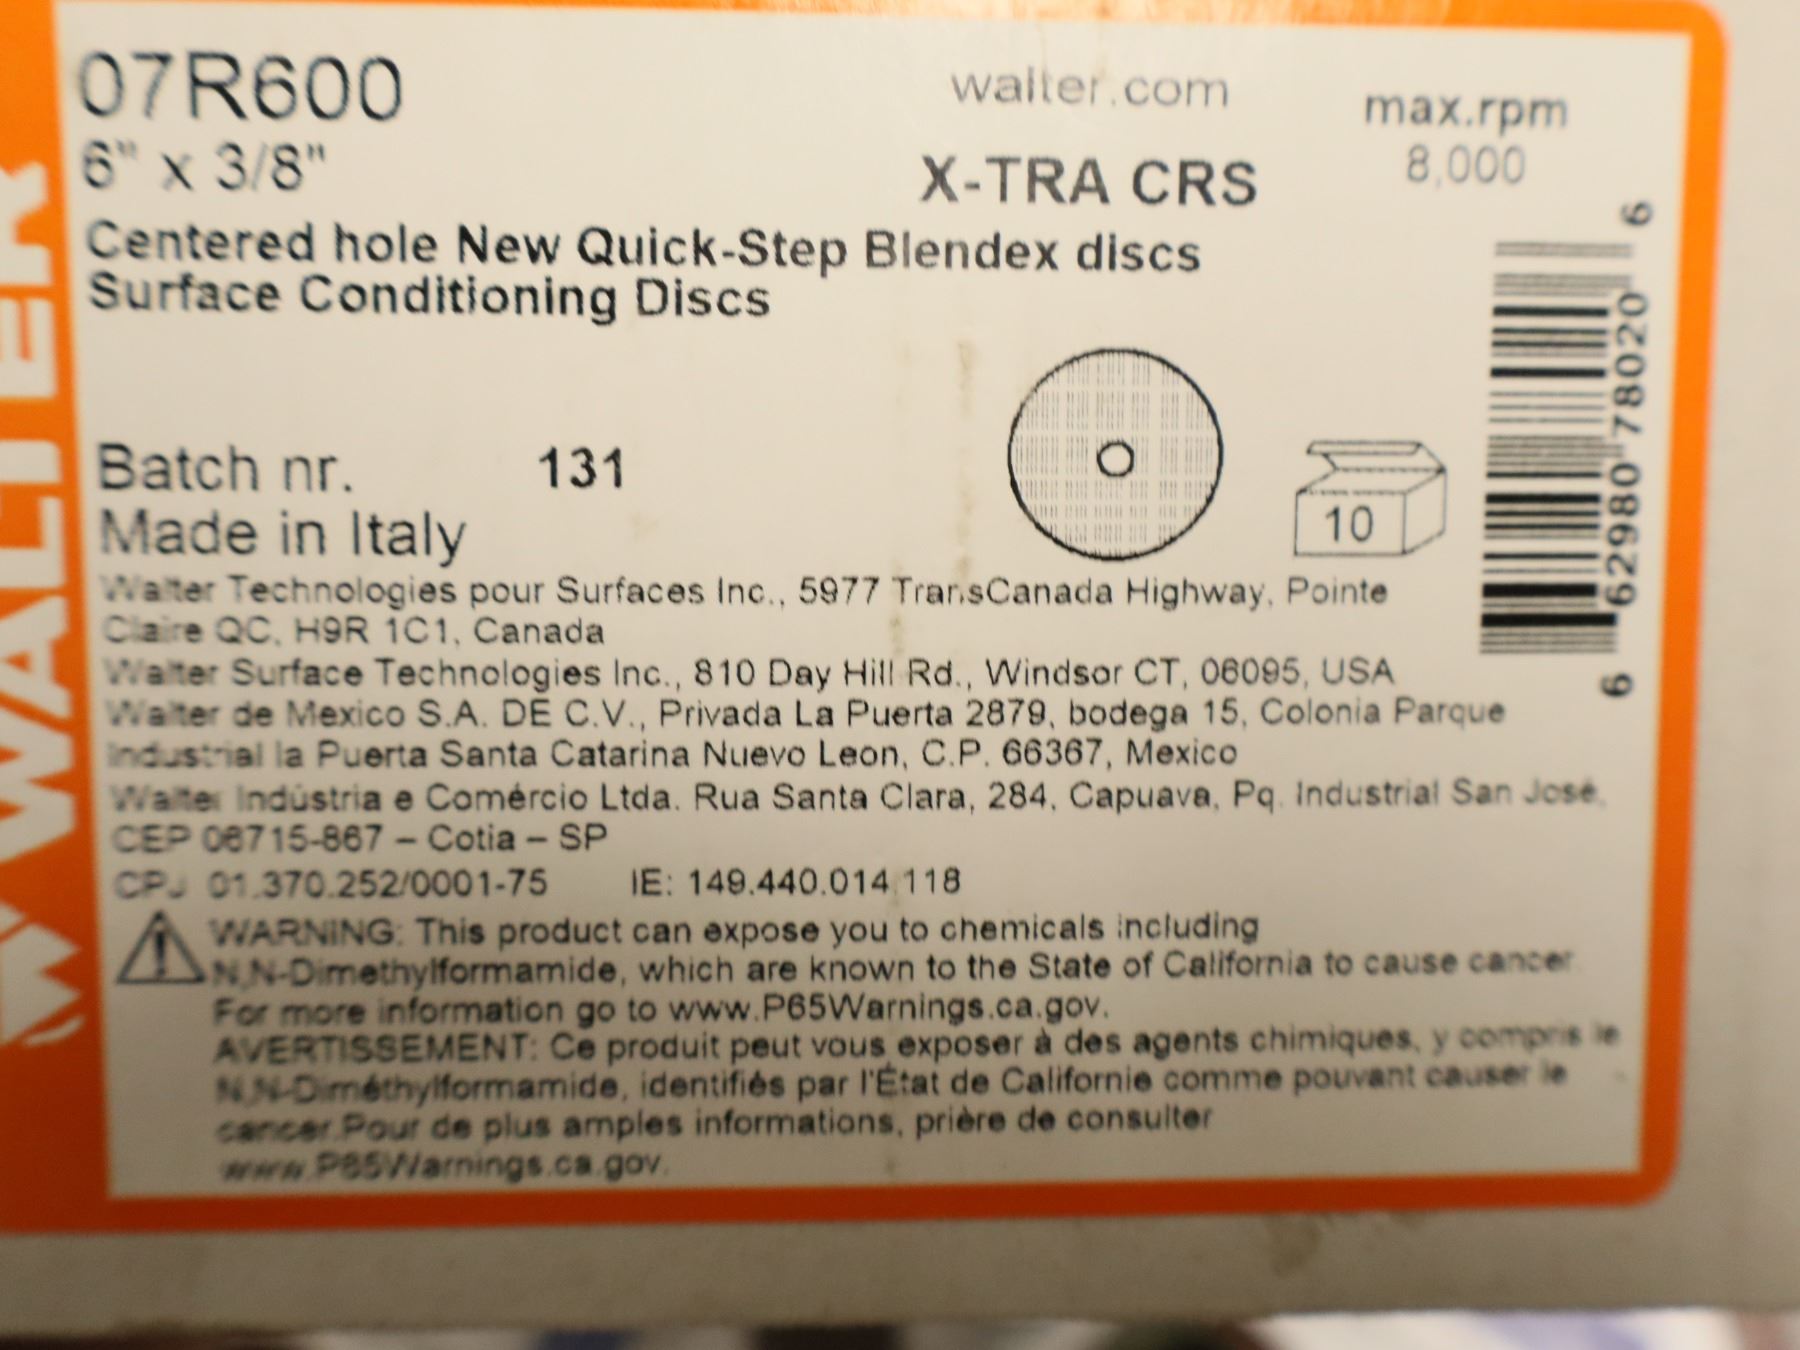 WALTER
07R600
6" x 3/8"
walter.com
X-TRA CRS
max.rpm
8,000
Centered hole New Quick-Step Blendex discs
Surface Conditioning Discs
Batch nr. 131
Made in Italy
10
6 62980 78020 6
Walter Technologies pour Surfaces Inc., 5977 TransCanada Highway, Pointe
Claire QC, H9R 1C1, Canada
Walter Surface Technologies Inc., 810 Day Hill Rd., Windsor CT, 06095, USA
Walter de Mexico S.A. DE C.V., Privada La Puerta 2879, bodega 15, Colonia Parque
Industrial la Puerta Santa Catarina Nuevo Leon, C.P. 66367, Mexico
Walter Indústria e Comércio Ltda. Rua Santa Clara, 284, Capuava, Pq. Industrial San José,
CEP 06715-867 – Cotia – SP
CPJ 01.370.252/0001-75 IE: 149.440.014.118
WARNING: This product can expose you to chemicals including
N,N-Dimethylformamide, which are known to the State of California to cause cancer.
For more information go to www.P65Warnings.ca.gov.
AVERTISSEMENT: Ce produit peut vous exposer à des agents chimiques, y compris le
N,N-Diméthylformamide, identifiés par l'État de Californie comme pouvant causer le
cancer.Pour de plus amples informations, prière de consulter
www.P65Warnings.ca.gov.